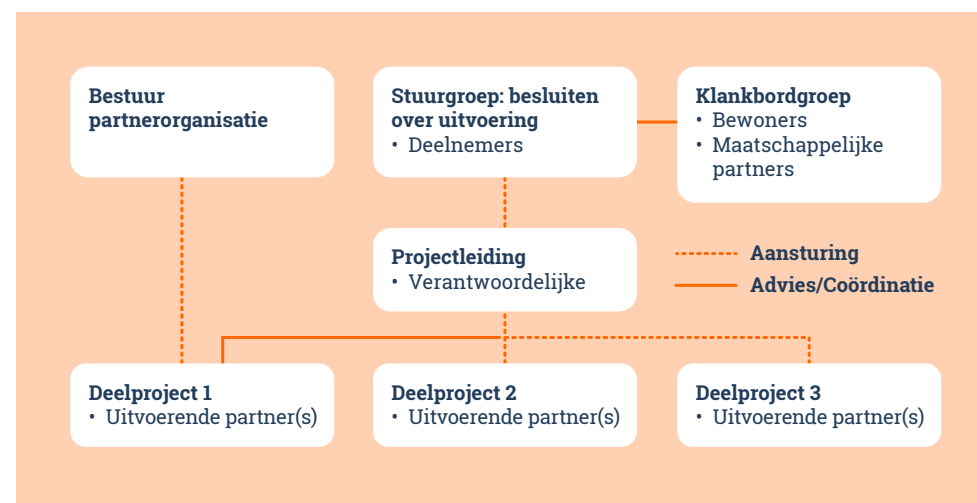 Bestuur
partnerorganisatie
Stuurgroep: besluiten
over uitvoering
• Deelnemers
Klankbordgroep
• Bewoners
• Maatschappelijke
partners
Projectleiding
• Verantwoordelijke
Aansturing
Advies/Coördinatie
Deelproject 1
• Uitvoerende partner(s)
Deelproject 2
• Uitvoerende partner(s)
Deelproject 3
• Uitvoerende partner(s)